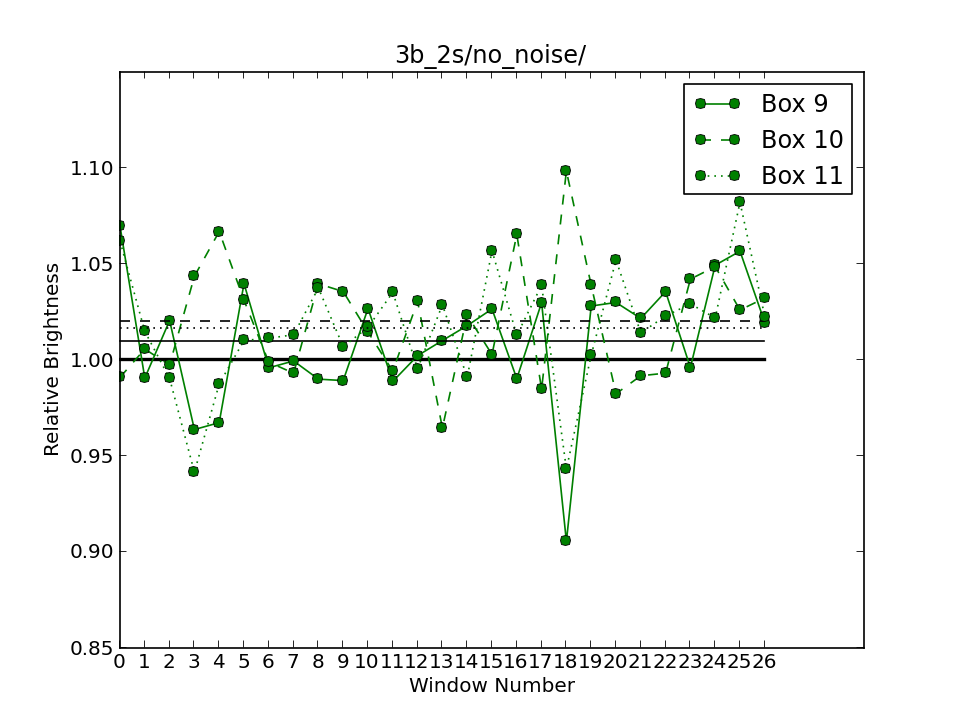 3b_2s/no_noise/
Box 9
Box 10
Box 11
1.10
1.05
1.00
0.95
0.90
0.85
Relative Brightness
0 1 2 3 4 5 6 7 8 9 10 11 12 13 14 15 16 17 18 19 20 21 22 23 24 25 26
Window Number